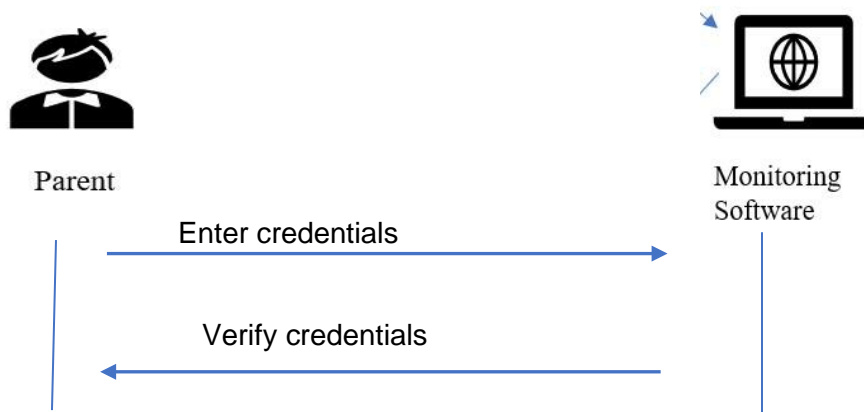 Parent
Monitoring
Software
Enter credentials
Verify credentials